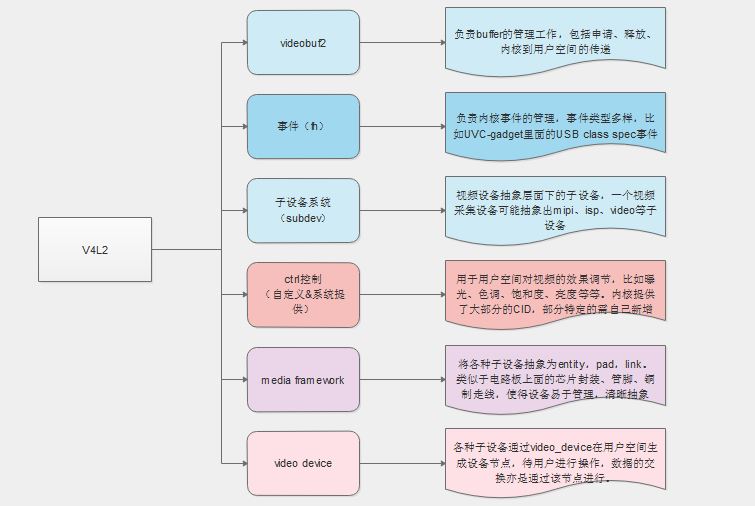 V4L2
videobuf2
负责buffer的管理工作，包括申请、释放、
内核到用户空间的传递
事件（fh）
负责内核事件的管理，事件类型多样，比
如UVC-gadget里面的USB class spec事件
子设备系统
（subdev）
视频设备抽象层面下的子设备，一个视频
采集设备可能抽象出mipi、isp、video等子
设备
ctrl控制
（自定义&系统提
供）
用于用户空间对视频的效果调节，比如曝
光、色调、饱和度、亮度等等。内核提供
了大部分的CID，部分特定的需自己新增
media framework
将各种子设备抽象为entity，pad，link。
类似于电路板上面的芯片封装、管脚、铜
制走线，使得设备易于管理，清晰抽象
video device
各种子设备通过video_device在用户空间生
成设备节点，待用户进行操作，数据的交
换亦是通过该节点进行。